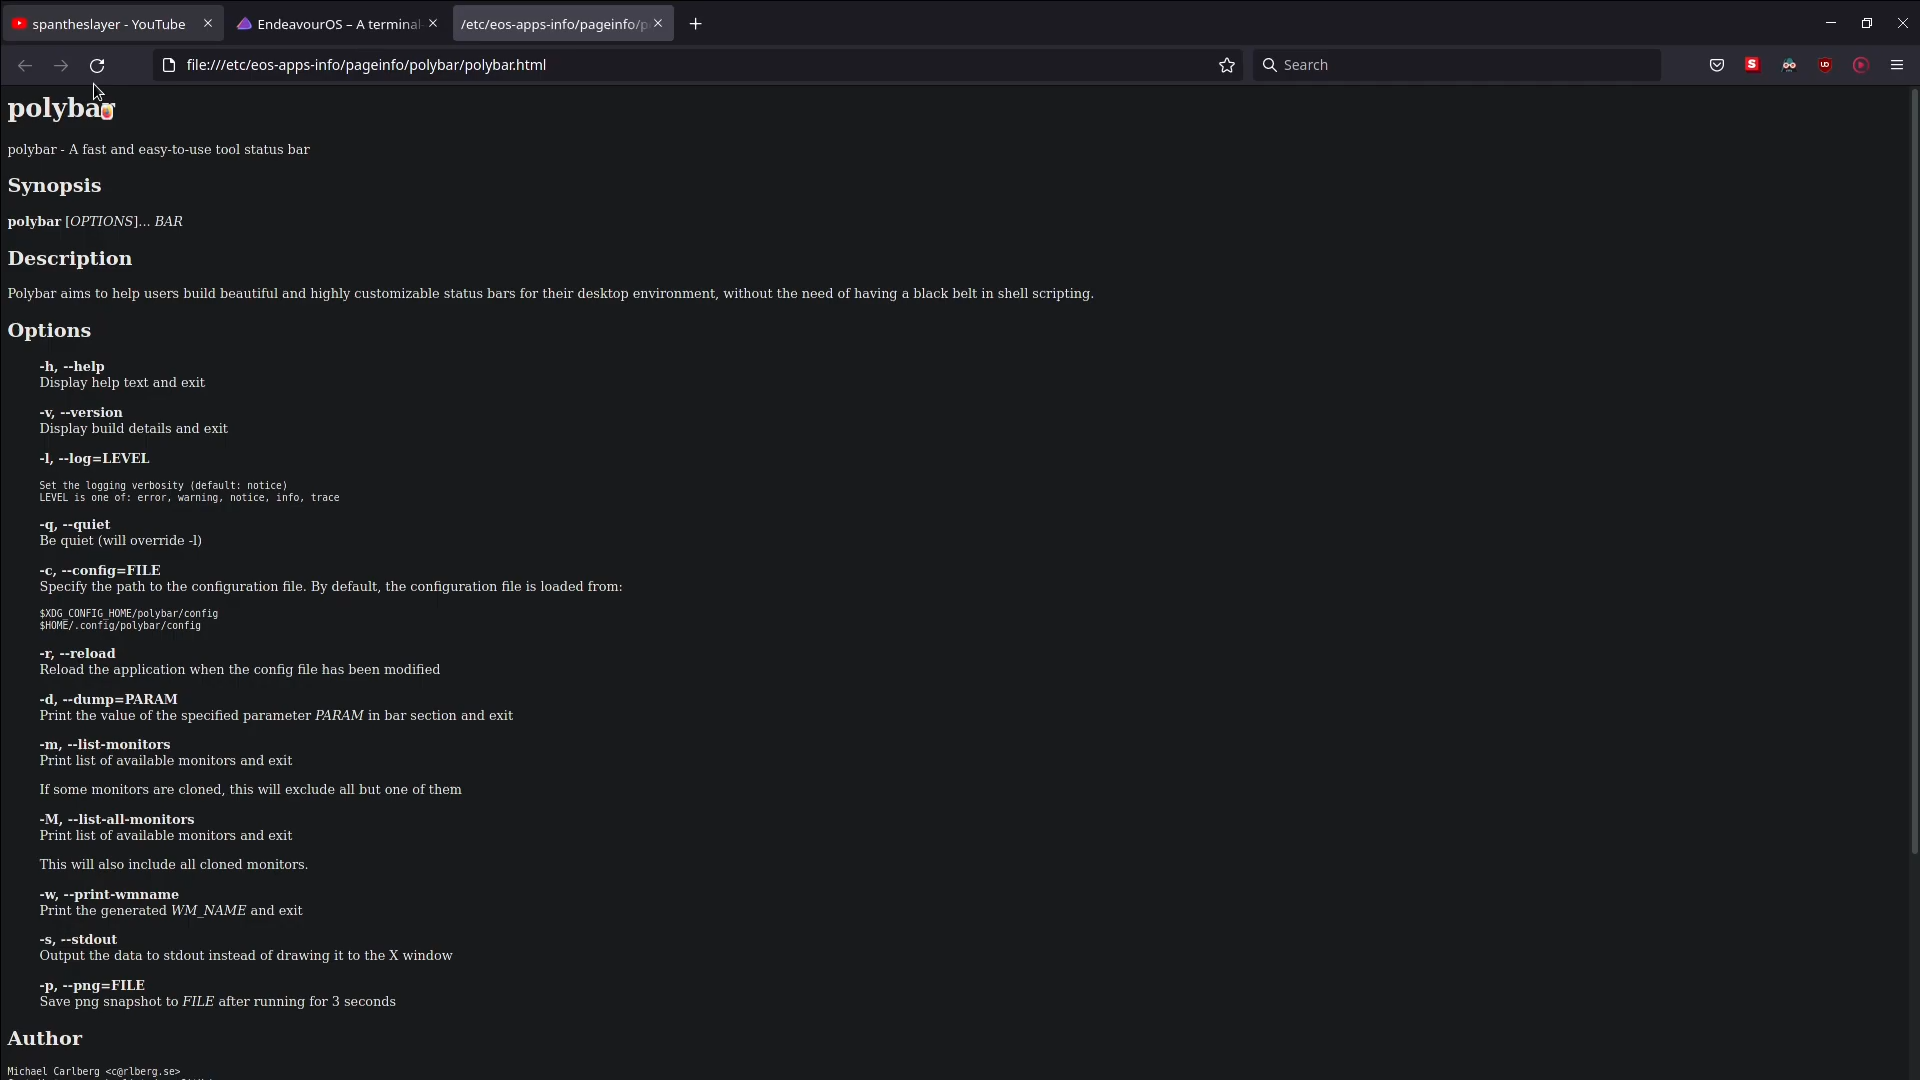 spantheslayer - YouTube
EndeavourOS – A terminal-
/etc/eos-apps-info/pageinfo/p
file:///etc/eos-apps-info/pageinfo/polybar/polybar.html
Search
polybar
polybar - A fast and easy-to-use tool status bar
Synopsis
polybar [OPTIONS]... BAR
Description
Polybar aims to help users build beautiful and highly customizable status bars for their desktop environment, without the need of having a black belt in shell scripting.
Options
-h, --help
Display help text and exit
-v, --version
Display build details and exit
-l, --log=LEVEL
Set the logging verbosity (default: notice)
LEVEL is one of: error, warning, notice, info, trace
-q, --quiet
Be quiet (will override -l)
-c, --config=FILE
Specify the path to the configuration file. By default, the configuration file is loaded from:
$XDG_CONFIG_HOME/polybar/config
$HOME/.config/polybar/config
-r, --reload
Reload the application when the config file has been modified
-d, --dump=PARAM
Print the value of the specified parameter PARAM in bar section and exit
-m, --list-monitors
Print list of available monitors and exit
If some monitors are cloned, this will exclude all but one of them
-M, --list-all-monitors
Print list of available monitors and exit
This will also include all cloned monitors.
-w, --print-wmname
Print the generated WM_NAME and exit
-s, --stdout
Output the data to stdout instead of drawing it to the X window
-p, --png=FILE
Save png snapshot to FILE after running for 3 seconds
Author
Michael Carlberg <c@rlberg.se>